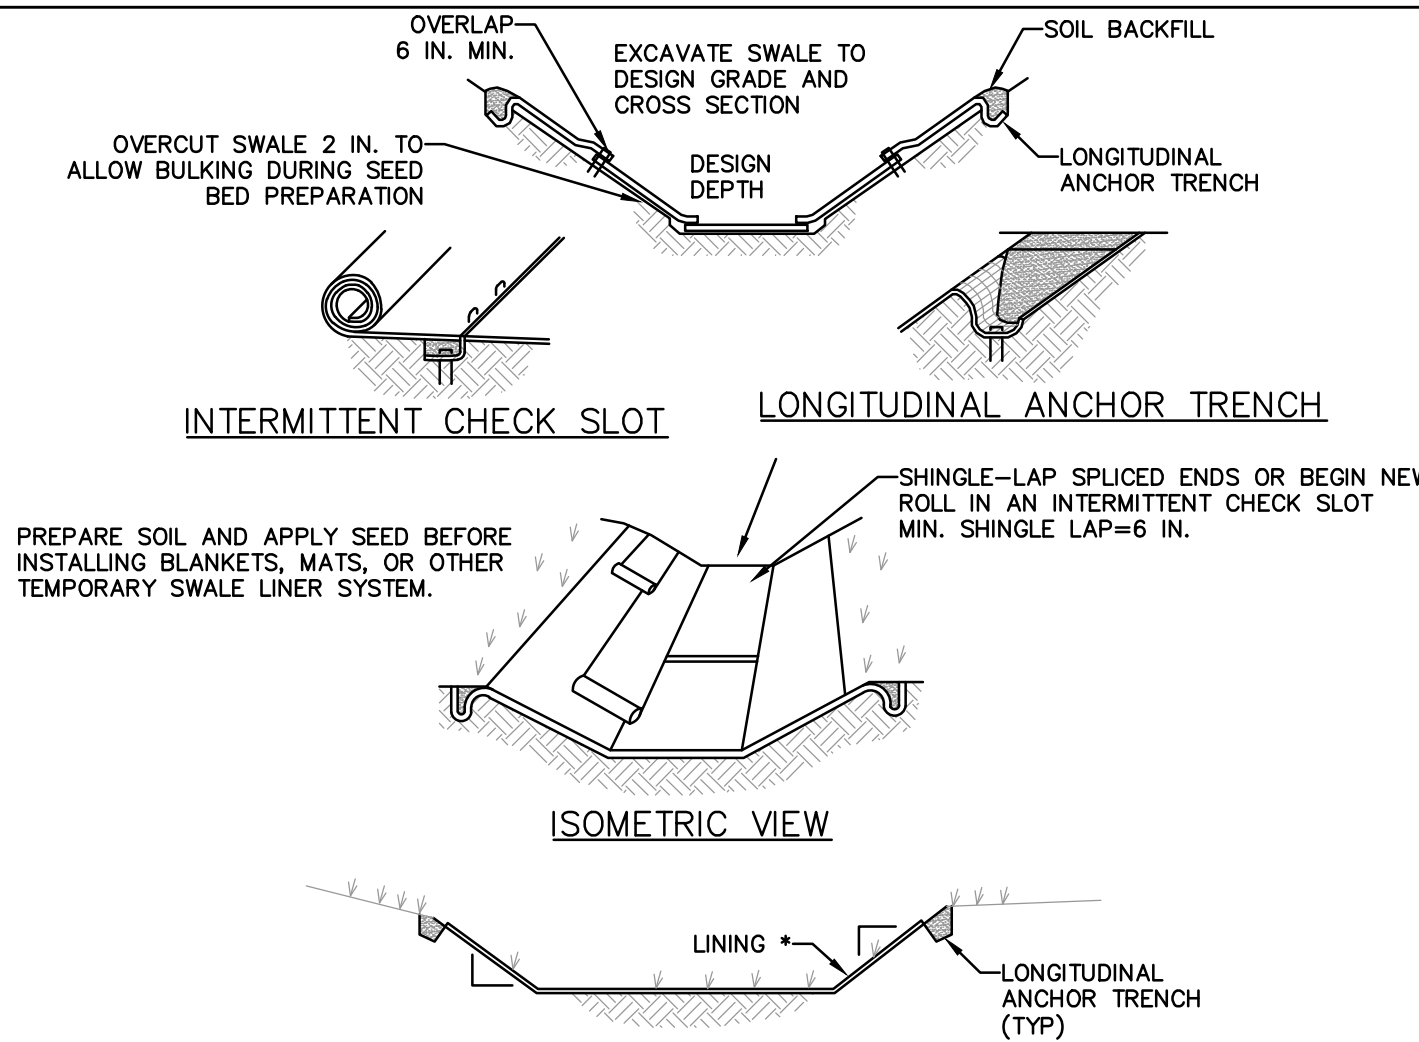 OVERLAP
6 IN. MIN.
EXCAVATE SWALE TO
DESIGN GRADE AND
CROSS SECTION
SOIL BACKFILL
OVERCUT SWALE 2 IN. TO
ALLOW BULKING DURING SEED
BED PREPARATION
DESIGN
DEPTH
LONGITUDINAL
ANCHOR TRENCH
INTERMITTENT CHECK SLOT
LONGITUDINAL ANCHOR TRENCH
SHINGLE-LAP SPLICED ENDS OR BEGIN NEW
ROLL IN AN INTERMITTENT CHECK SLOT
MIN. SHINGLE LAP=6 IN.
PREPARE SOIL AND APPLY SEED BEFORE
INSTALLING BLANKETS, MATS, OR OTHER
TEMPORARY SWALE LINER SYSTEM.
ISOMETRIC VIEW
LINING *
LONGITUDINAL
ANCHOR TRENCH
(TYP)